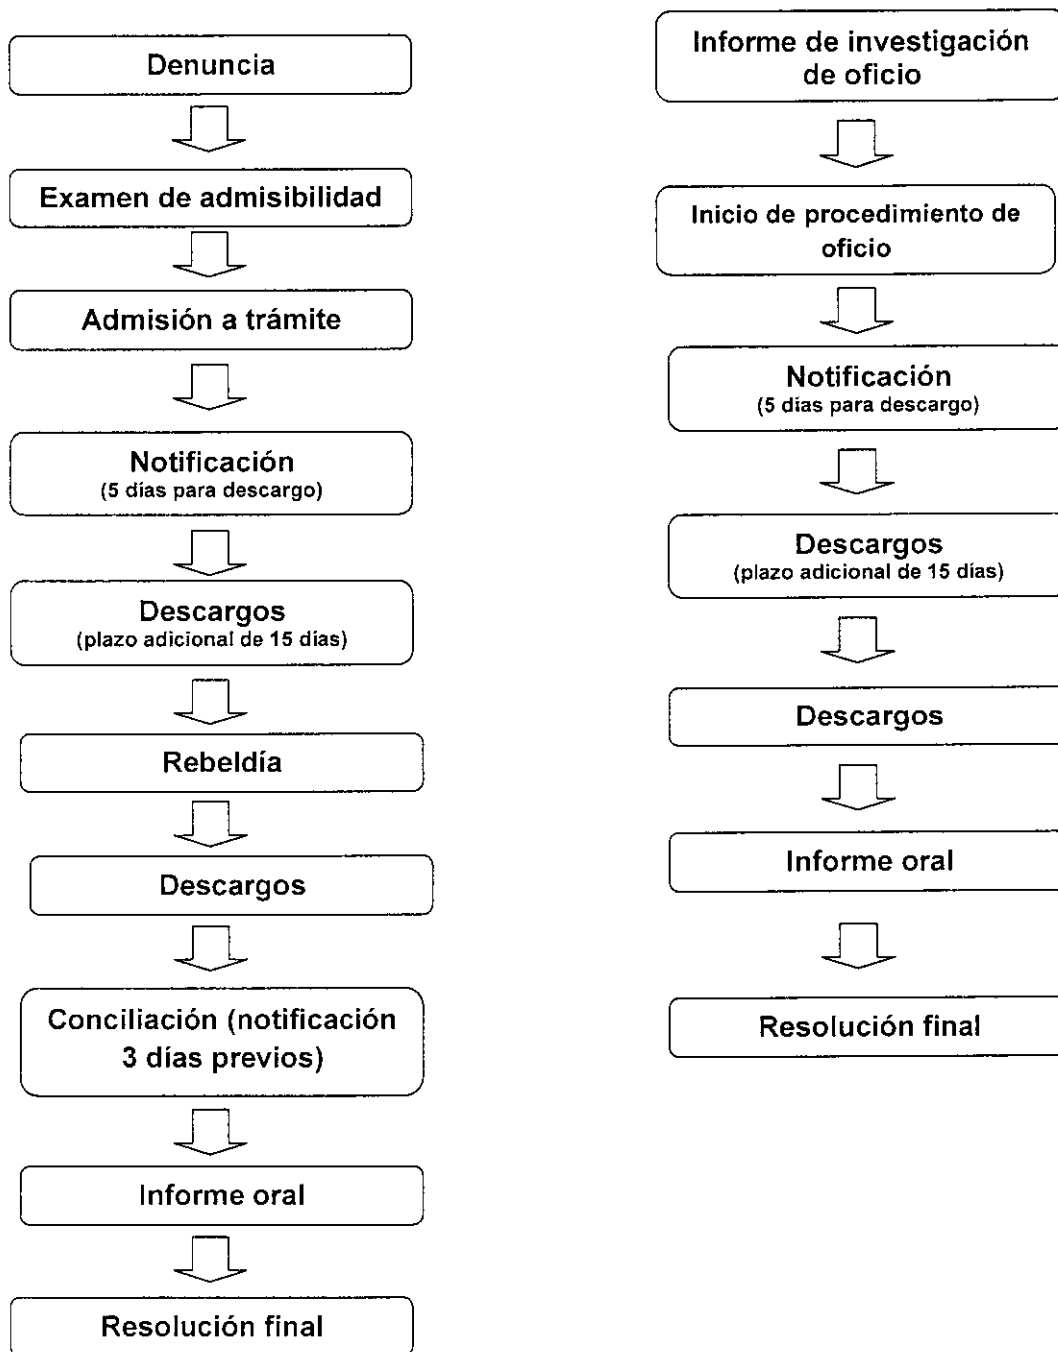 Denuncia
Examen de admisibilidad
Admisión a trámite
Notificación
(5 días para descargo)
Descargos
(plazo adicional de 15 días)
Rebeldía
Descargos
Conciliación (notificación
3 días previos)
Informe oral
Resolución final
Informe de investigación
de oficio
Inicio de procedimiento de
oficio
Notificación
(5 días para descargo)
Descargos
(plazo adicional de 15 días)
Descargos
Informe oral
Resolución final